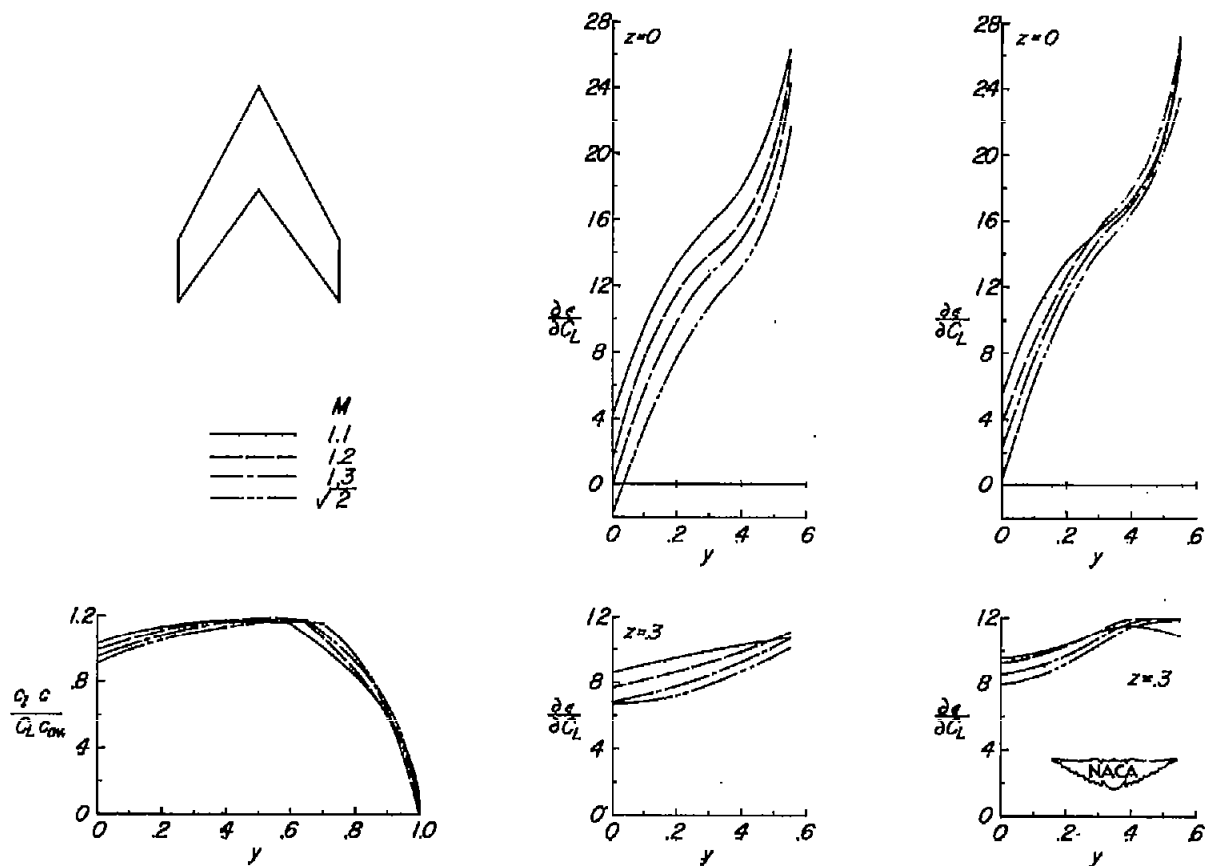 M
1.1
1.2
1.3
√2
z=0
28
24
20
16
12
8
4
0
∂ε/∂C_L
0 .2 .4 .6
y
z=0
28
24
20
16
12
8
4
0
∂ε/∂C_L
0 .2 .4 .6
y
1.2
.8
.4
0
c_l c / C_L c_av.
0 .2 .4 .6 .8 1.0
y
z=.3
12
8
4
0
∂ε/∂C_L
0 .2 .4 .6
y
z=.3
12
8
4
0
∂ε/∂C_L
0 .2 .4 .6
y
NACA